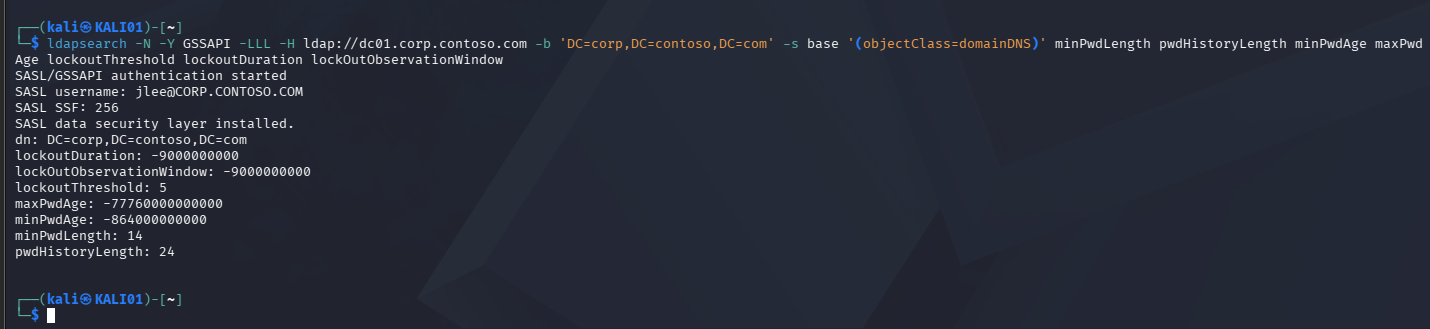 ┌──(kali㉿KALI01)-[~]
└─$ ldapsearch -N -Y GSSAPI -LLL -H ldap://dc01.corp.contoso.com -b 'DC=corp,DC=contoso,DC=com' -s base '(objectClass=domainDNS)' minPwdLength pwdHistoryLength minPwdAge maxPwd
Age lockoutThreshold lockoutDuration lockOutObservationWindow
SASL/GSSAPI authentication started
SASL username: jlee@CORP.CONTOSO.COM
SASL SSF: 256
SASL data security layer installed.
dn: DC=corp,DC=contoso,DC=com
lockoutDuration: -9000000000
lockOutObservationWindow: -9000000000
lockoutThreshold: 5
maxPwdAge: -77760000000000
minPwdAge: -864000000000
minPwdLength: 14
pwdHistoryLength: 24
┌──(kali㉿KALI01)-[~]
└─$